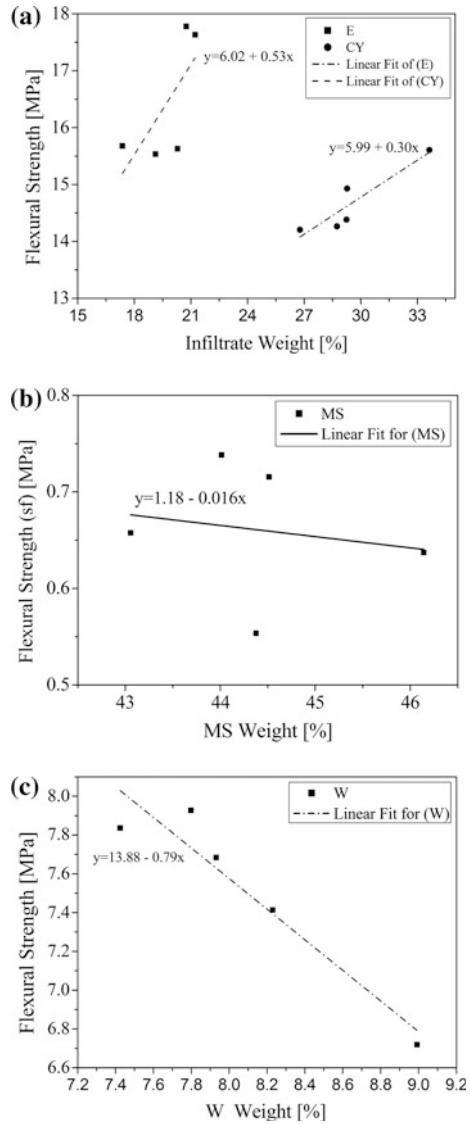 (a)
18
17
16
15
14
13
Flexural Strength [MPa]
E
CY
Linear Fit of (E)
Linear Fit of (CY)
y=6.02 + 0.53x
y=5.99 + 0.30x
15 18 21 24 27 30 33 36
Infiltrate Weight [%]
(b)
0.8
0.7
0.6
0.5
Flexural Strength (sf) [MPa]
MS
Linear Fit for (MS)
y=1.18 - 0.016x
43 44 45 46
MS Weight [%]
(c)
8.0
7.8
7.6
7.4
7.2
7.0
6.8
6.6
Flexural Strength [MPa]
W
Linear Fit for (W)
y=13.88 - 0.79x
7.2 7.4 7.6 7.8 8.0 8.2 8.4 8.6 8.8 9.0 9.2
W Weight [%]